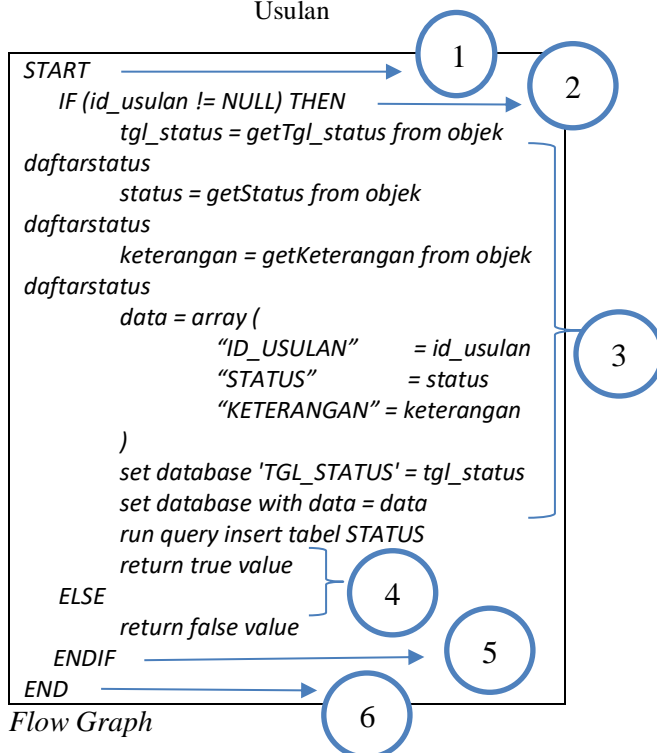 Usulan
1
START
2
IF (id_usulan != NULL) THEN
tgl_status = getTgl_status from objek
daftarstatus
status = getStatus from objek
daftarstatus
keterangan = getKeterangan from objek
daftarstatus
data = array (
“ID_USULAN” = id_usulan
3
“STATUS” = status
“KETERANGAN” = keterangan
)
set database 'TGL_STATUS' = tgl_status
set database with data = data
run query insert tabel STATUS
return true value
4
ELSE
return false value
5
ENDIF
END
6
Flow Graph